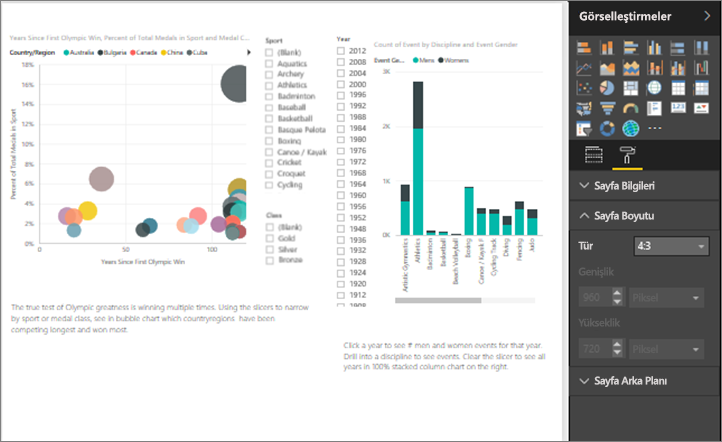 Years Since First Olympic Win, Percent of Total Medals in Sport and Medal C...
Country/Region Australia Bulgaria Canada China Cuba
18%
16%
14%
12%
10%
8%
6%
4%
2%
0%
Percent of Total Medals in Sport
0
50
100
Years Since First Olympic Win
The true test of Olympic greatness is winning multiple times. Using the slicers to narrow
by sport or medal class, see in bubble chart which countryregions have been
competing longest and won most.
Sport
(Blank)
Aquatics
Archery
Athletics
Badminton
Baseball
Basketball
Basque Pelota
Boxing
Canoe / Kayak
Cricket
Croquet
Cycling
Class
(Blank)
Gold
Silver
Bronze
Year
2012
2008
2004
2000
1996
1992
1988
1984
1980
1976
1972
1968
1964
1960
1956
1952
1948
1936
1932
1928
1924
1920
1912
1908
Count of Event by Discipline and Event Gender
Event Ge... Mens Womens
3K
2K
1K
0K
Artistic Gymnastics
Athletics
Badminton
Basketball
Beach Volleyball
Boxing
Canoe / Kayak F
Cycling Track
Diving
Fencing
Judo
Click a year to see # men and women events for that year.
Drill into a discipline to see events. Clear the slicer to see all
years in 100% stacked column chart on the right.
Görselleştirmeler
Sayfa Bilgileri
Sayfa Boyutu
Tür 4:3
Genişlik
960 Piksel
Yükseklik
720 Piksel
Sayfa Arka Planı